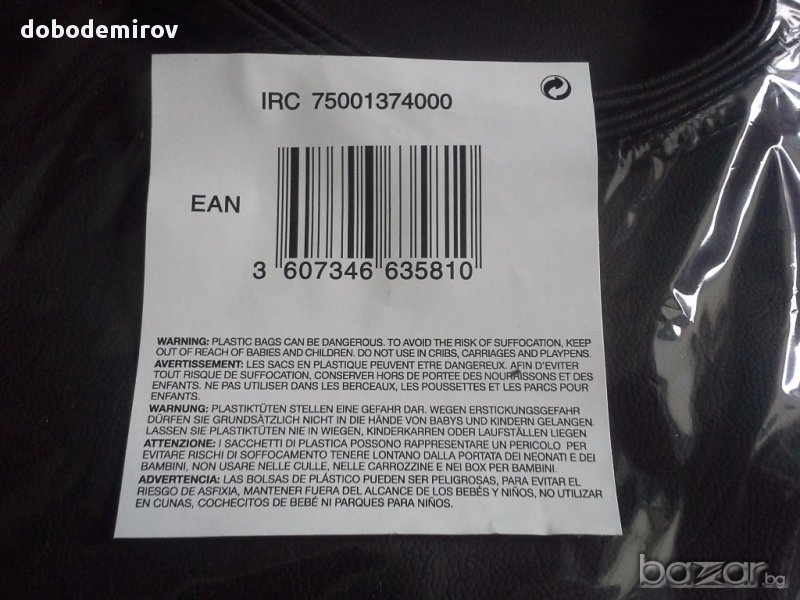 dobodemirov
IRC 75001374000
EAN
3 607346 635810
WARNING: PLASTIC BAGS CAN BE DANGEROUS. TO AVOID THE RISK OF SUFFOCATION, KEEP
OUT OF REACH OF BABIES AND CHILDREN. DO NOT USE IN CRIBS, CARRIAGES AND PLAYPENS.
AVERTISSEMENT: LES SACS EN PLASTIQUE PEUVENT ETRE DANGEREUX. AFIN D'EVITER
TOUT RISQUE DE SUFFOCATION, CONSERVER HORS DE PORTEE DES NOURRISSONS ET DES
ENFANTS. NE PAS UTILISER DANS LES BERCEAUX, LES POUSSETTES ET LES PARCS POUR
ENFANTS.
WARNUNG: PLASTIKTÜTEN STELLEN EINE GEFAHR DAR. WEGEN ERSTICKUNGSGEFAHR
DÜRFEN SIE GRUNDSÄTZLICH NICHT IN DIE HÄNDE VON BABYS UND KINDERN GELANGEN.
LASSEN SIE PLASTIKTÜTEN NIE IN WIEGEN, KINDERKARREN ODER LAUFSTÄLLEN LIEGEN
ATTENZIONE: I SACCHETTI DI PLASTICA POSSONO RAPPRESENTARE UN PERICOLO PER
EVITARE RISCHI DI SOFFOCAMENTO TENERE LONTANO DALLA PORTATA DEI NEONATI E DEI
BAMBINI, NON USARE NELLE CULLE, NELLE CARROZZINE E NEI BOX PER BAMBINI.
ADVERTENCIA: LAS BOLSAS DE PLÁSTICO PUEDEN SER PELIGROSAS, PARA EVITAR EL
RIESGO DE ASFIXIA, MANTENER FUERA DEL ALCANCE DE LOS BEBÉS Y NIÑOS, NO UTILIZAR
EN CUNAS, COCHECITOS DE BEBÉ NI PARQUES PARA NIÑOS.
bazar.bg